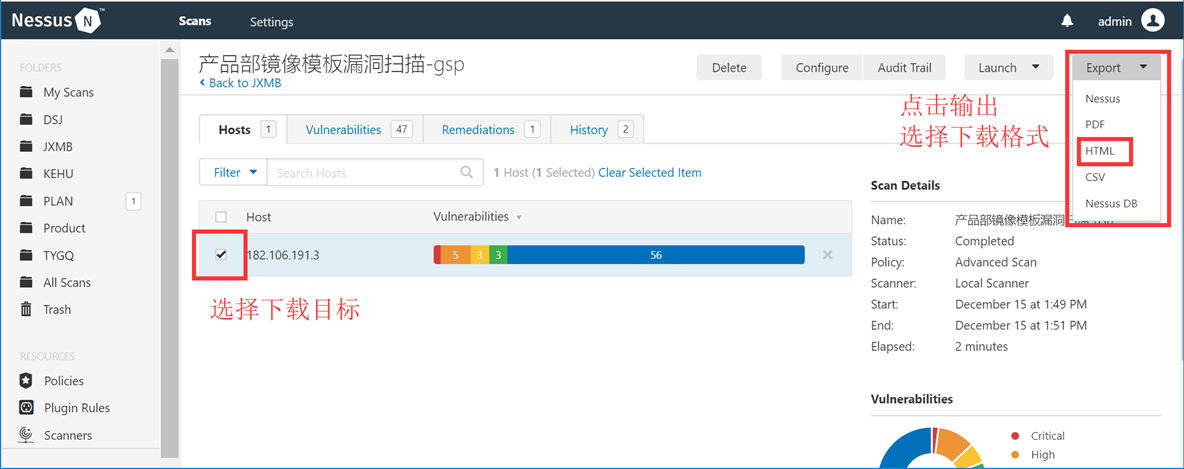 Nessus N ™
Scans
Settings
admin
FOLDERS
My Scans
DSJ
JXMB
KEHU
PLAN 1
Product
TYGQ
All Scans
Trash
RESOURCES
Policies
Plugin Rules
Scanners
产品部镜像模板漏洞扫描-gsp
Back to JXMB
Delete
Configure
Audit Trail
Launch
Export
Nessus
PDF
HTML
CSV
Nessus DB
点击输出
选择下载格式
Hosts 1
Vulnerabilities 47
Remediations 1
History 2
Filter
Search Hosts
1 Host (1 Selected) Clear Selected Item
Host
Vulnerabilities
182.106.191.3
5 3 3 56
选择下载目标
Scan Details
Name: 产品部镜像模板漏洞扫描
Status: Completed
Policy: Advanced Scan
Scanner: Local Scanner
Start: December 15 at 1:49 PM
End: December 15 at 1:51 PM
Elapsed: 2 minutes
Vulnerabilities
Critical
High